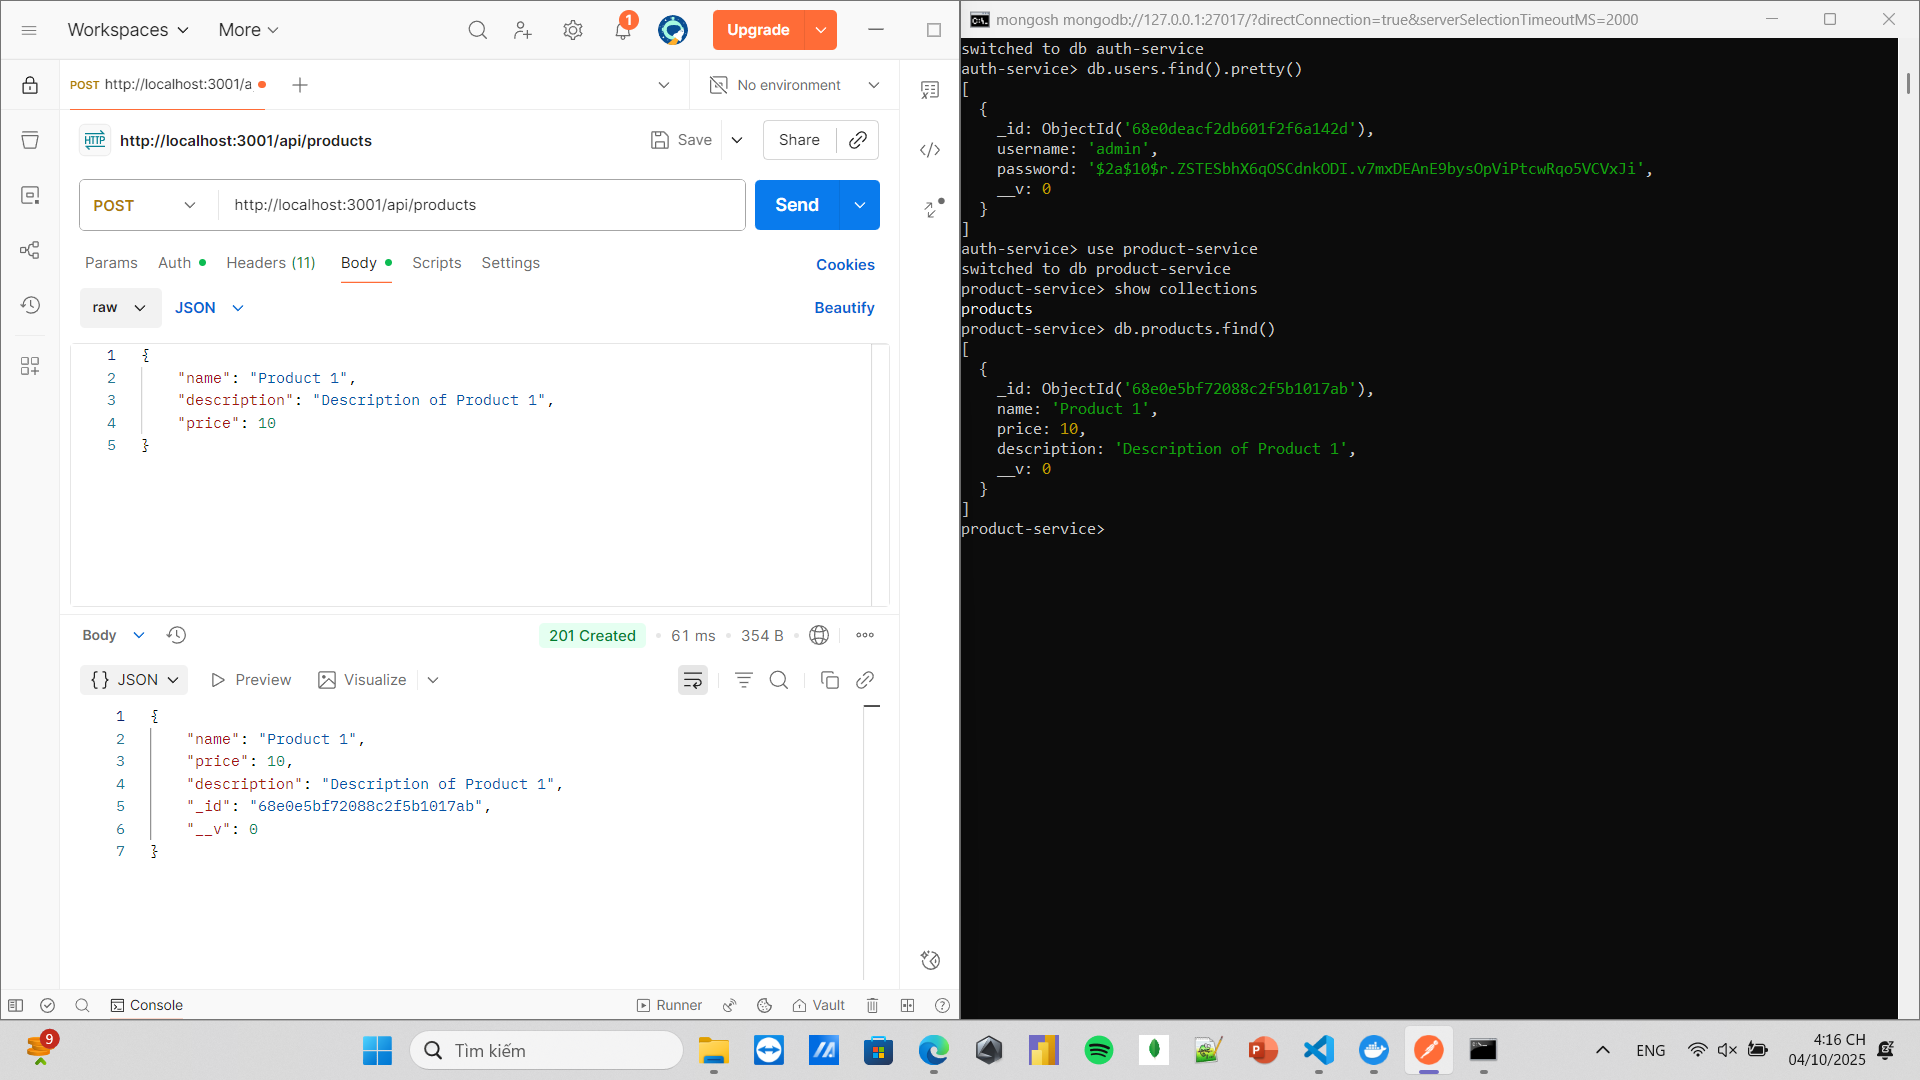 Workspaces
More
1
Upgrade
POST http://localhost:3001/a
No environment
HTTP http://localhost:3001/api/products
Save
Share
POST
http://localhost:3001/api/products
Send
Params
Auth
Headers (11)
Body
Scripts
Settings
Cookies
raw
JSON
Beautify
1 {
2 "name": "Product 1",
3 "description": "Description of Product 1",
4 "price": 10
5 }
Body
201 Created
61 ms
354 B
{} JSON
Preview
Visualize
1 {
2 "name": "Product 1",
3 "price": 10,
4 "description": "Description of Product 1",
5 "_id": "68e0e5bf72088c2f5b1017ab",
6 "__v": 0
7 }
Console
Runner
Vault
mongosh mongodb://127.0.0.1:27017/?directConnection=true&serverSelectionTimeoutMS=2000
switched to db auth-service
auth-service> db.users.find().pretty()
[
{
_id: ObjectId('68e0deacf2db601f2f6a142d'),
username: 'admin',
password: '$2a$10$r.ZSTESbhX6qOSCdnkODI.v7mxDEAnE9bysOpViPtcwRqo5VCVxJi',
__v: 0
}
]
auth-service> use product-service
switched to db product-service
product-service> show collections
products
product-service> db.products.find()
[
{
_id: ObjectId('68e0e5bf72088c2f5b1017ab'),
name: 'Product 1',
price: 10,
description: 'Description of Product 1',
__v: 0
}
]
product-service>
9
Tìm kiếm
ENG
4:16 CH
04/10/2025